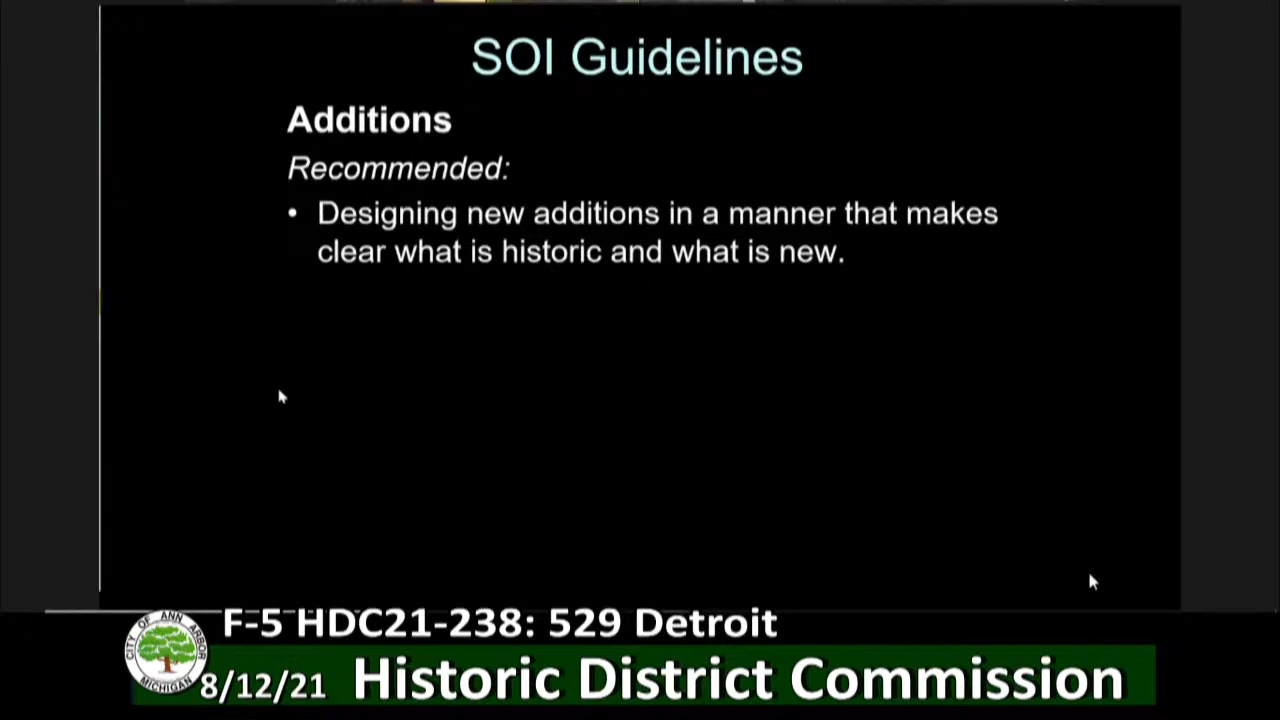 SOI Guidelines
Additions
Recommended:
• Designing new additions in a manner that makes
clear what is historic and what is new.
F-5 HDC21-238: 529 Detroit
CITY OF ANN ARBOR
MICHIGAN
8/12/21 Historic District Commission